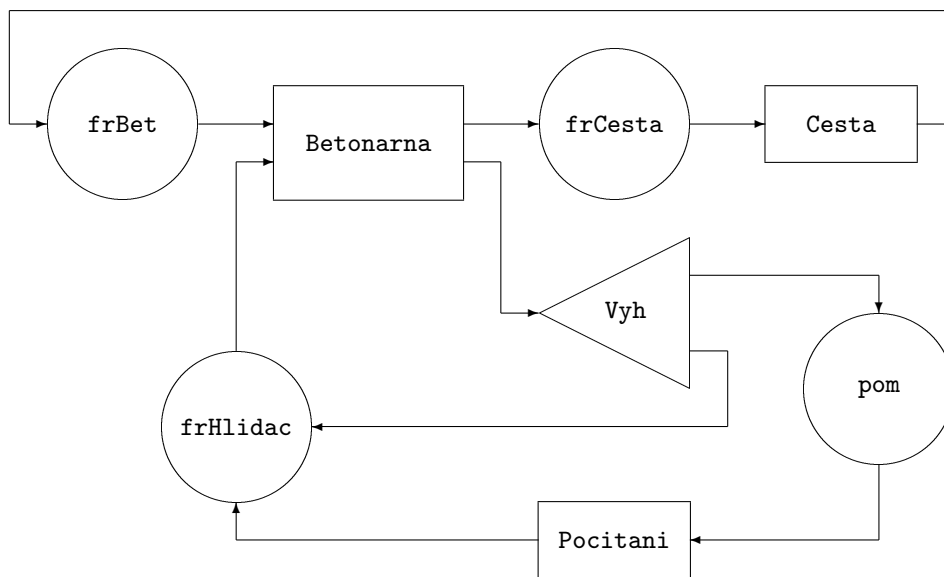 frBet
Betonarna
frCesta
Cesta
Vyh
pom
frHlidac
Pocitani